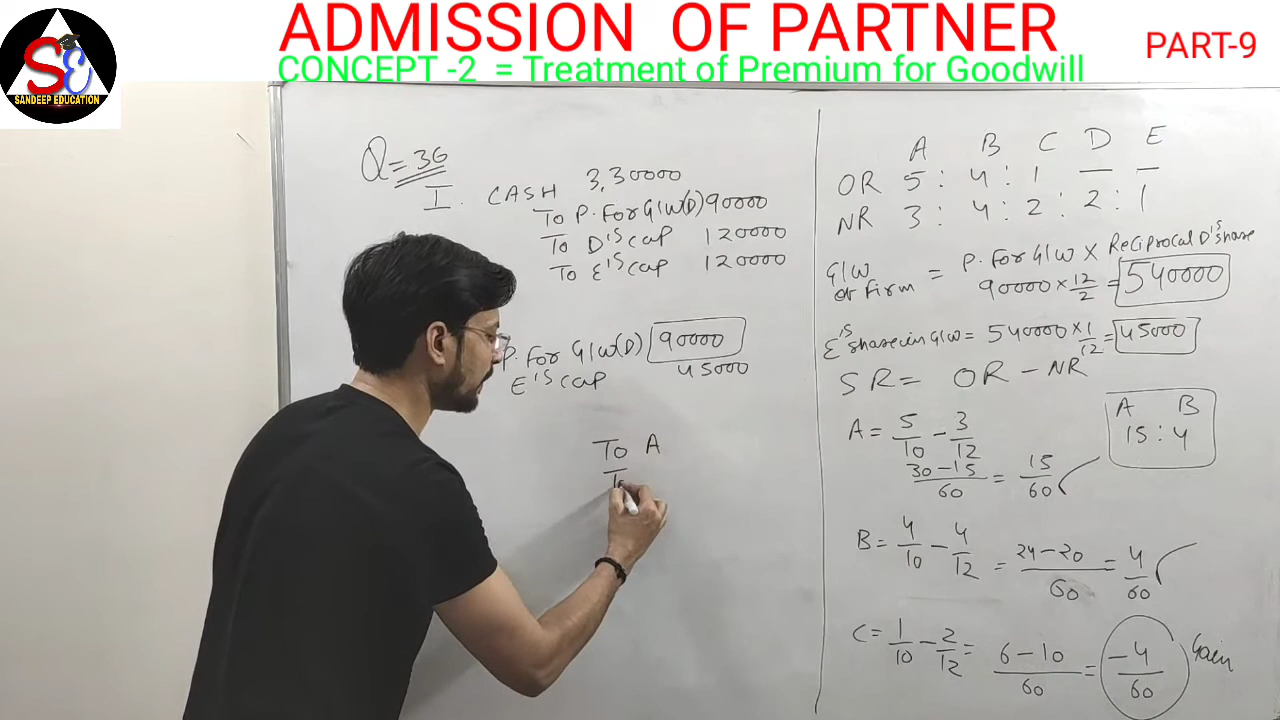 ADMISSION OF PARTNER
PART-9
CONCEPT -2 = Treatment of Premium for Goodwill
SE
SANDEEP EDUCATION
Q=36
I. CASH 3,30000
To P. For G/W(D) 90000
To D'S cap 120000
To E'S cap 120000
P. For G/W(D) 90000
E'S cap 45000
To A
To
A B C D E
OR 5 : 4 : 1 — —
NR 3 : 4 : 2 : 2 : 1
G/W of Firm = P. For G/W X Reciprocal D'S share
90000 × 12/2 = 540000
E'S share in G/W = 540000 × 1/12 = 45000
SR = OR - NR
A B
15 : 4
A = 5/10 - 3/12
30-15/60 = 15/60
B = 4/10 - 4/12 = 24-20/60 = 4/60
C = 1/10 - 2/12 = 6-10/60 = -4/60 Gain